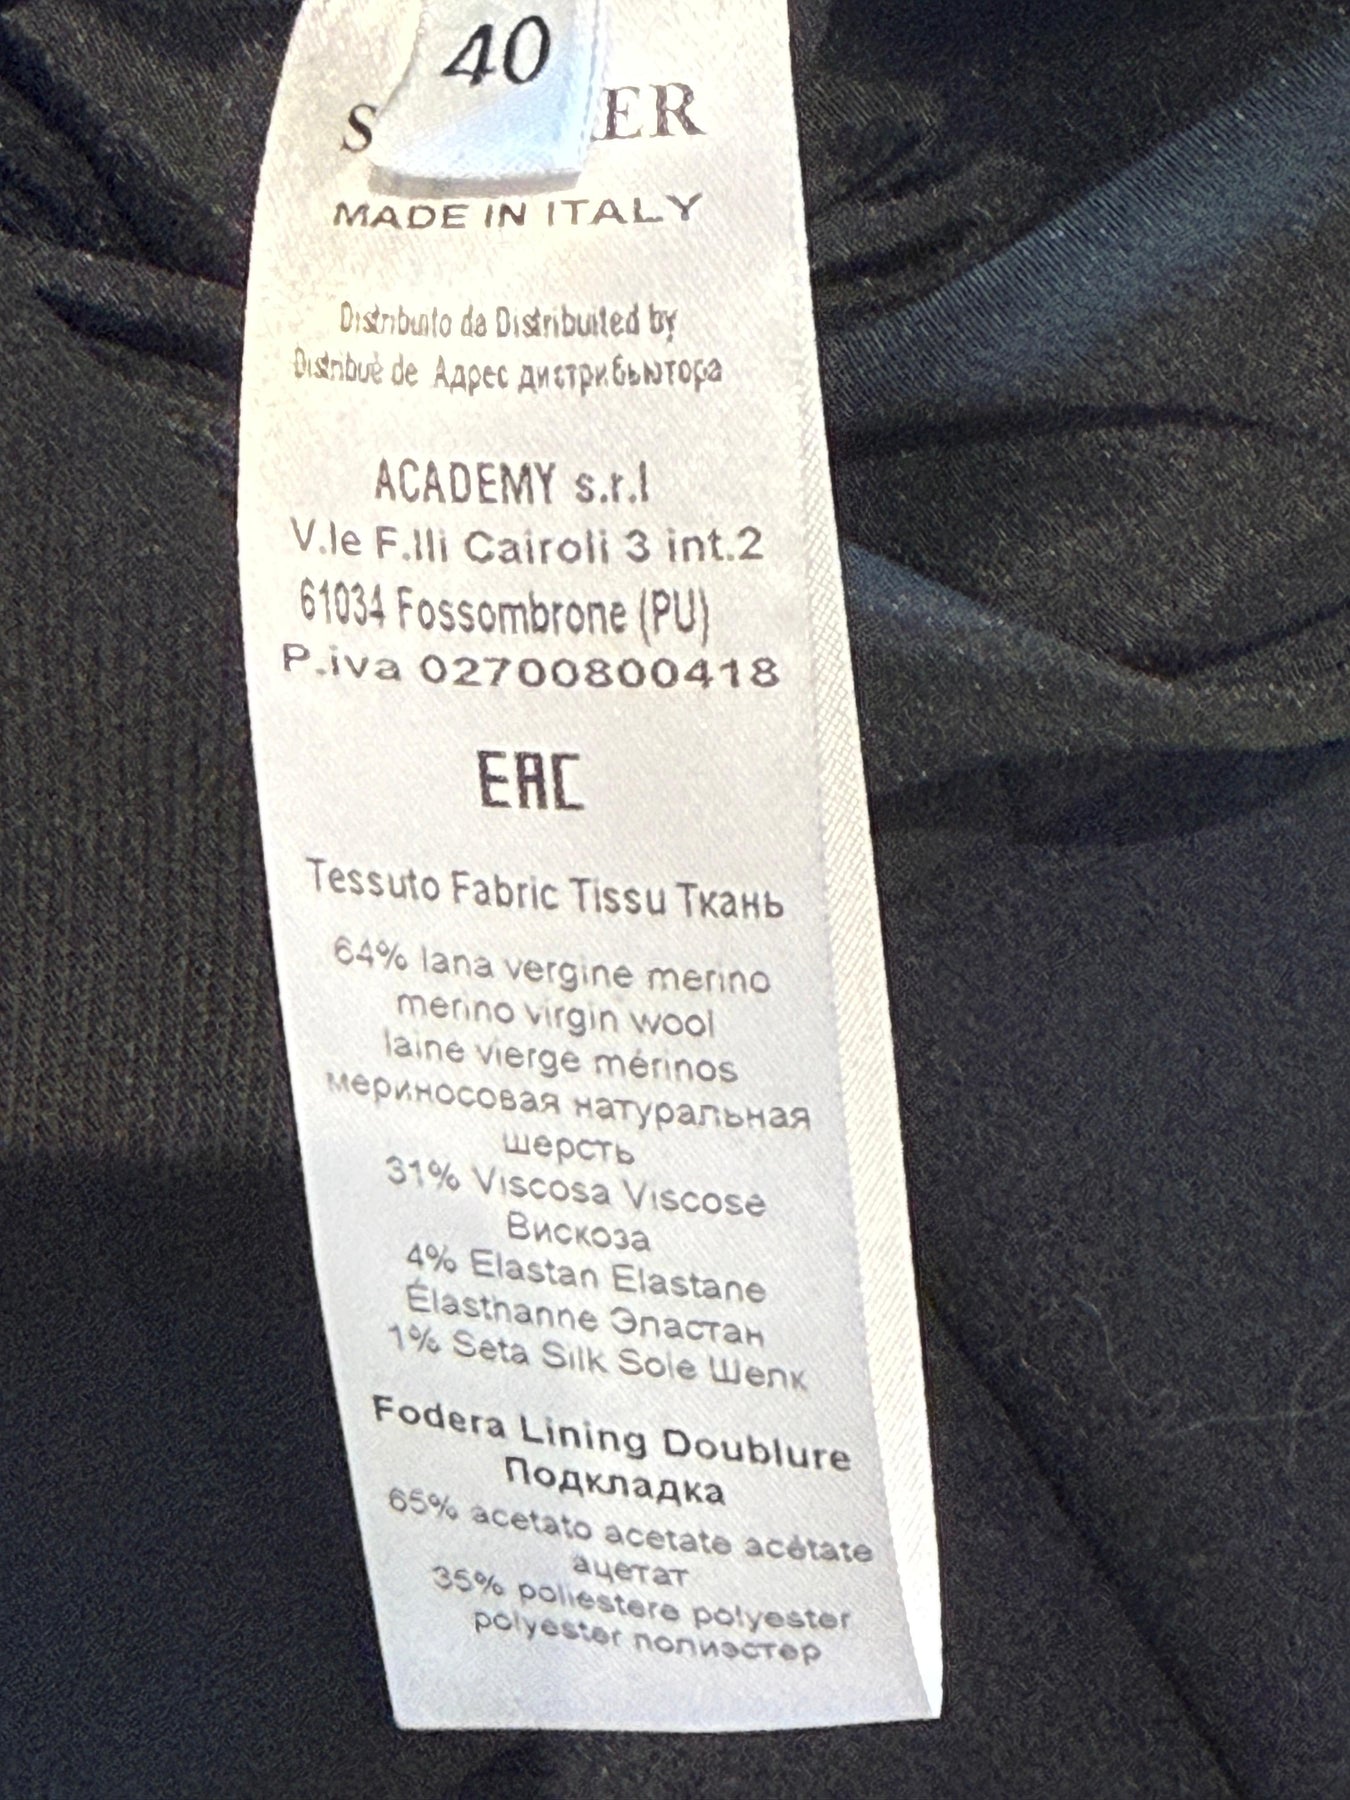 40
MADE IN ITALY
Distribuito da Distribuited by
Distribuè de Адрес дистрибьютора
ACADEMY s.r.l
V.le F.lli Cairoli 3 int.2
61034 Fossombrone (PU)
P.iva 02700800418
EAC
Tessuto Fabric Tissu Ткань
64% lana vergine merino
merino virgin wool
laine vierge mérinos
мериносовая натуральная
шерсть
31% Viscosa Viscose
Вискоза
4% Elastan Elastane
Élasthanne Эластан
1% Seta Silk Soie Шелк
Fodera Lining Doublure
Подкладка
65% acetato acetate acétate
ацетат
35% poliestere polyester
polyester полиэстер